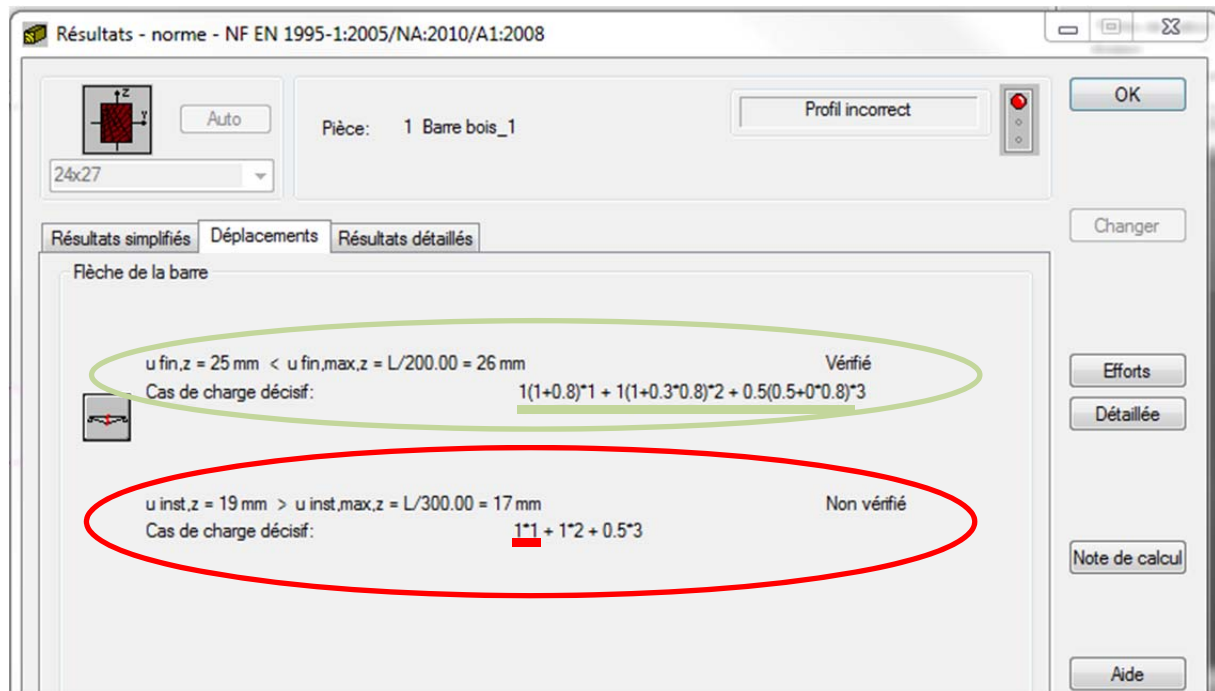 Résultats - norme - NF EN 1995-1:2005/NA:2010/A1:2008
z
y
Auto
24x27
Pièce: 1 Barre bois_1
Profil incorrect
OK
Changer
Résultats simplifiés Déplacements Résultats détaillés
Flèche de la barre
u fin,z = 25 mm < u fin,max,z = L/200.00 = 26 mm Vérifié
Cas de charge décisif: 1(1+0.8)*1 + 1(1+0.3*0.8)*2 + 0.5(0.5+0*0.8)*3
u inst,z = 19 mm > u inst,max,z = L/300.00 = 17 mm Non vérifié
Cas de charge décisif: 1*1 + 1*2 + 0.5*3
Efforts
Détaillée
Note de calcul
Aide